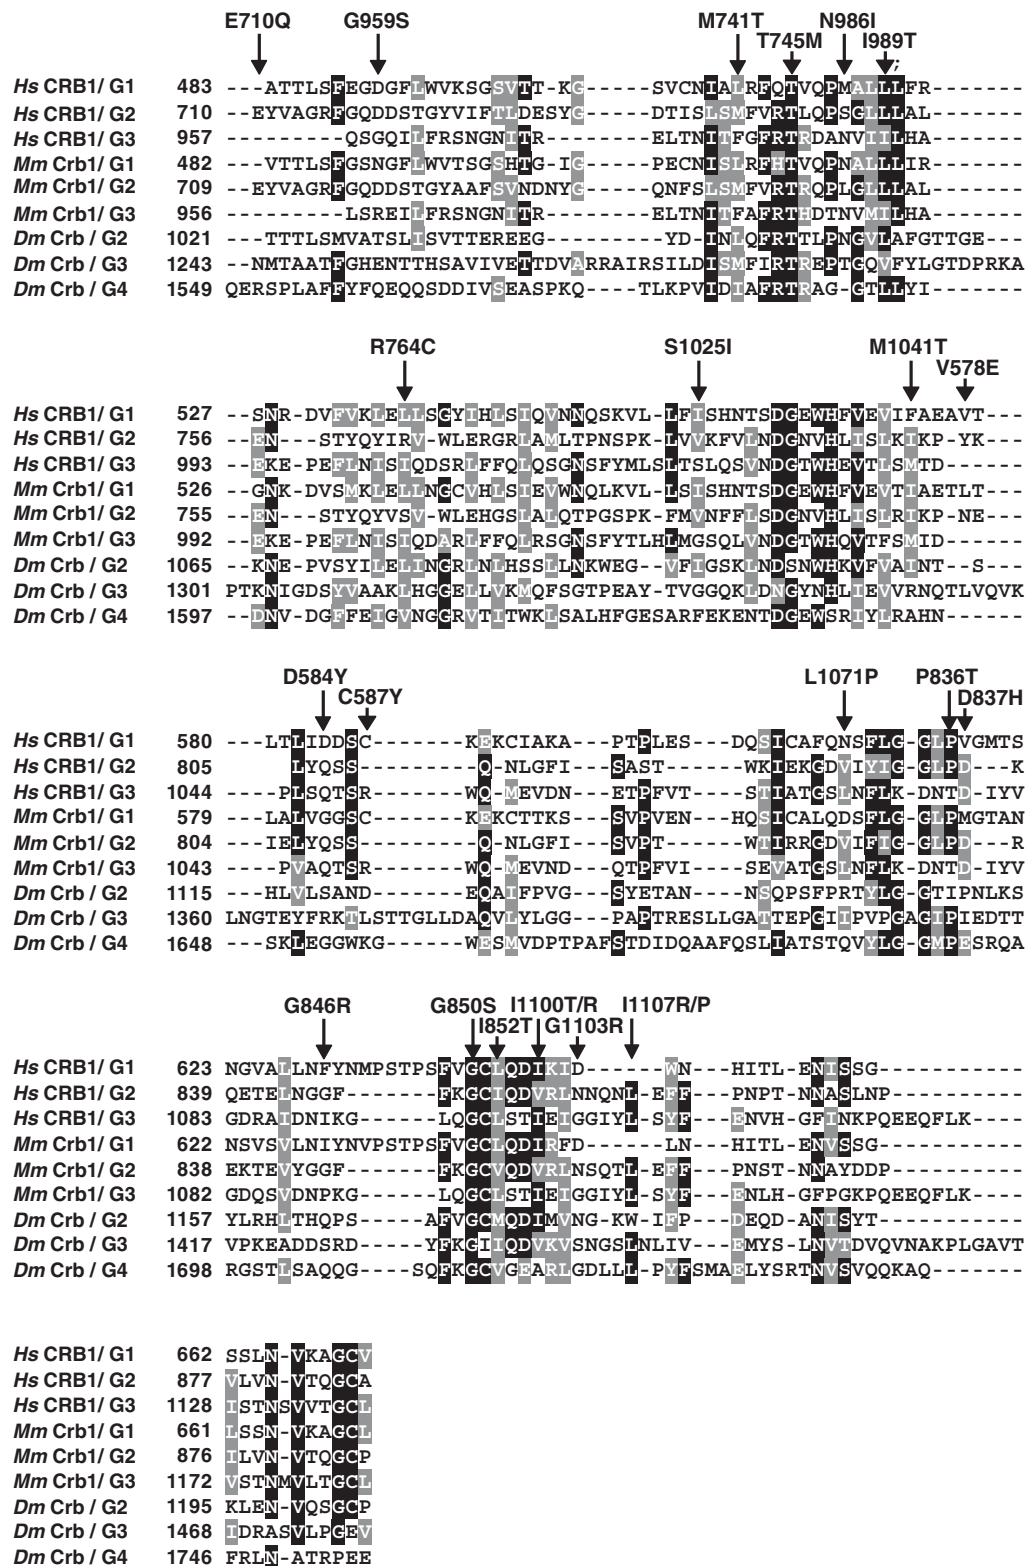 E710Q G959S M741T N986I
T745M I989T
;
Hs CRB1/ G1 483 ---ATTLSFEGDGFLWVKSGSVTT-KG-----SVCNIALRFQTVQPMALLLFR------
Hs CRB1/ G2 710 --EYVAGRFGQDDSTGYVIFTLDESYG------DTISLSMFVRTLQPSGLLLAL------
Hs CRB1/ G3 957 --------QSGQILFRSNGNITR---------ELTNITFGFRTRDANVIILHA------
Mm Crb1/ G1 482 ---VTTLSFGSNGFLWVTSGSHTG-IG-----PECNISLRFHTVQPNALLLIR------
Mm Crb1/ G2 709 --EYVAGRFGQDDSTGYAAFSVNDNYG------QNFSLSMFVRTRQPLGLLLAL------
Mm Crb1/ G3 956 --------LSREILFRSNGNITR---------ELTNITFAFRTHDTNVMILHA------
Dm Crb / G2 1021 ---TTTLSMVATSLISVTTEREEG--------YD-INLQFRTTLPNGVLAFGTTGE----
Dm Crb / G3 1243 --NMTAATFGHENTTHSAVIVETTDVARRAIRSILDISMFIRTREPTGQVFYLGTDPRKA
Dm Crb / G4 1549 QERSPLAFFYFQEQQSDDIVSEASPKQ----TLKPVIDIAFRTRAG-GTLLYI------
R764C S1025I M1041T V578E
Hs CRB1/ G1 527 --SNR-DVFVKLELLSGYIHLSIQVNNQSKVL-LFISHNTSDGEWHFVEVIFAEAVT---
Hs CRB1/ G2 756 --EN---STYQYIRV-WLERGRLAMLTPNSPK-LVVKFVLNDGNVHLISLKIKP-YK---
Hs CRB1/ G3 993 --EKE-PEFLNISIQDSRLFFQLQSGNSFYMLSLTSLQSVNDGTWHEVTLSMTD------
Mm Crb1/ G1 526 --GNK-DVSMKLELLNGCVHLSIEVWNQLKVL-LSISHNTSDGEWHFVEVTIAETLT---
Mm Crb1/ G2 755 --EN---STYQYVSV-WLEHGSLALQTPGSPK-FMVNFFLSDGNVHLISLRIKP-NE---
Mm Crb1/ G3 992 --EKE-PEFLNISIQDARLFFQLRSGNSFYTLHLMGSQLVNDGTWHQVTFSMID------
Dm Crb / G2 1065 --KNE-PVSYILELINGRLNLHSSLLNKWEG--VFIGSKLNDSNWHKVFVAINT--S---
Dm Crb / G3 1301 PTKNIGDSYVAAKLHGGELLVKMQFSGTPEAY-TVGGQKLDNGYNHLIEVVRNQTLVQVK
Dm Crb / G4 1597 --DNV-DGFFEIGVNGGRVTITWKLSALHFGESARFEKENTDGEWSRIYLRAHN------
D584Y C587Y L1071P P836T D837H
Hs CRB1/ G1 580 ---LTLIDDSC-------KEKCIAKA---PTPLES---DQSICAFQNSFLG-GLPVGMTS
Hs CRB1/ G2 805 LYQSS-----------Q-NLGFI---SAST--------WKIEKGDVIYIG-GLPD---K
Hs CRB1/ G3 1044 ----PLSQTSR-------WQ-MEVDN---ETPFVT-----STIATGSLNFLK-DNTD-IYV
Mm Crb1/ G1 579 ---LALVGGSC-------KEKCTTKS---SVPVEN---HQSICALQDSFLG-GLPMGTAN
Mm Crb1/ G2 804 ---IELYQSS--------Q-NLGFI---SVPT--------WTIRRGDVIFIG-GLPD---R
Mm Crb1/ G3 1043 ----PVAQTSR-------WQ-MEVND---QTPFVI-----SEVATGSLNFLK-DNTD-IYV
Dm Crb / G2 1115 ---HLVLSAND-------EQAIFPVG---SYETAN---NSQPSFPRTYLG-GTIPNLKS
Dm Crb / G3 1360 LNGTEYFRKTLSTTGLLDAQVLYLGG---PAPTRESLLGATTEPGIIPVPGAGIPIEDTT
Dm Crb / G4 1648 ---SKLEGGWKG------WESMVDPTPAFSTDIDQAAFQSLIATSTQVYLG-GMPESRQA
G846R G850S I1100T/R I1107R/P
I852T G1103R
Hs CRB1/ G1 623 NGVALLNFYNMPSTPSFVGCLQDIKID------WN---HITL-ENISSG----
Hs CRB1/ G2 839 QETELNGGF------FKGCIQDVRLNNQNL-EFF---PNPT-NNASLNP-----------
Hs CRB1/ G3 1083 GDRAIDNIKG-----LQGCLSTIEIGGIYL-SYF---ENVH-GFINKPQEEQFLK----
Mm Crb1/ G1 622 NSVSVLNIYNVPSTPSFVGCLQDIRFD------LN---HITL-ENVSSG----
Mm Crb1/ G2 838 EKTEVYGGF------FKGCVQDVRLNSQTL-EFF---PNST-NNAYDDP-----------
Mm Crb1/ G3 1082 GDQSVDNPKG-----LQGCLSTIEIGGIYL-SYF---ENLH-GFPGKPQEEQFLK----
Dm Crb / G2 1157 YLRHLTHQPS----AFVGCMQDIMVNG-KW-IFP---DEQD-ANISYT-----------
Dm Crb / G3 1417 VPKEADDSRD----YFKGIIQDVKVSNGSLNLIV---EMYS-LNVTDVQVNAKPLGAVT
Dm Crb / G4 1698 RGSTLSAQQG----SQFKGCVGEARLGDLLL-PYFSMAELYSRTNVSVQQKAQ-------
Hs CRB1/ G1 662 SSLN-VKAGCV
Hs CRB1/ G2 877 VLVN-VTQGCA
Hs CRB1/ G3 1128 ISTNSVVTGCL
Mm Crb1/ G1 661 LSSN-VKAGCL
Mm Crb1/ G2 876 ILVN-VTQGCP
Mm Crb1/ G3 1172 VSTNMVLTGCL
Dm Crb / G2 1195 KLEN-VQSGCP
Dm Crb / G3 1468 IDRASVLPGEV
Dm Crb / G4 1746 FRLN-ATRPEE